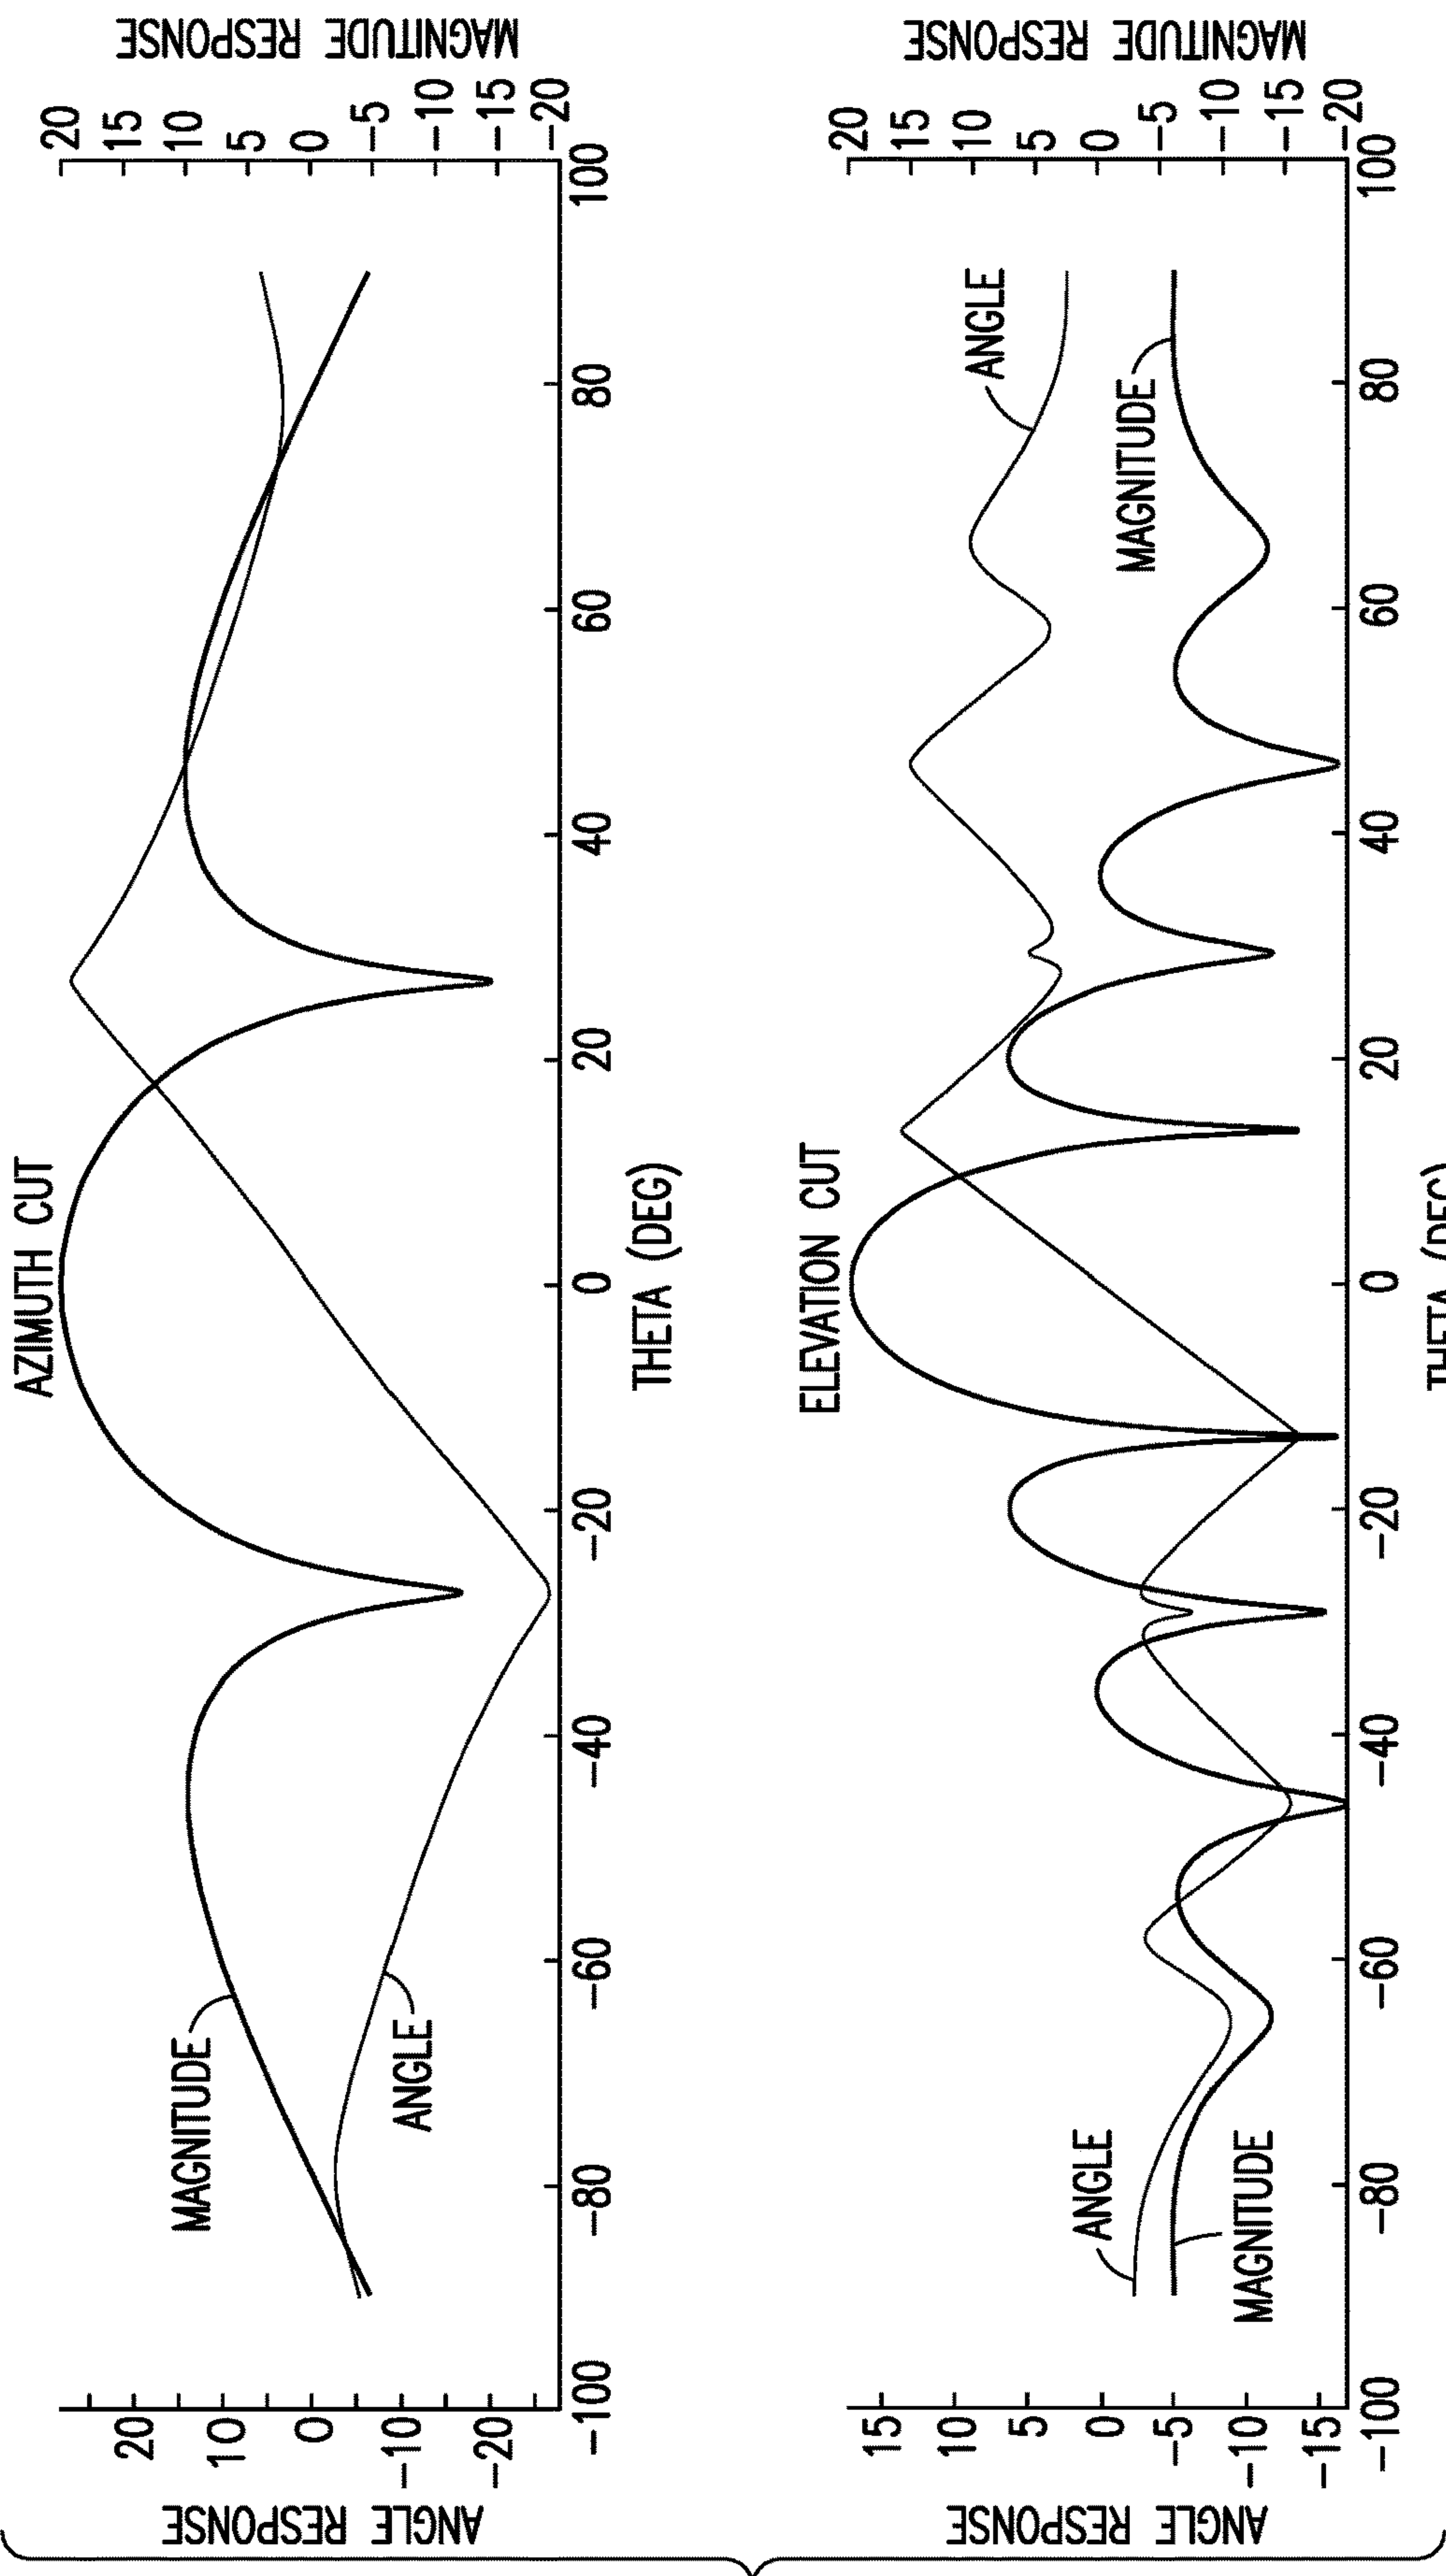 AZIMUTH CUT
ANGLE RESPONSE
20
10
0
-10
-20
MAGNITUDE
ANGLE
20
15
10
5
0
-5
-10
-15
-20
MAGNITUDE RESPONSE
-100 -80 -60 -40 -20 0 20 40 60 80 100
THETA (DEG)
ELEVATION CUT
ANGLE RESPONSE
15
10
5
0
-5
-10
-15
ANGLE
MAGNITUDE
ANGLE
MAGNITUDE
20
15
10
5
0
-5
-10
-15
-20
MAGNITUDE RESPONSE
-100 -80 -60 -40 -20 0 20 40 60 80 100
THETA (DEG)